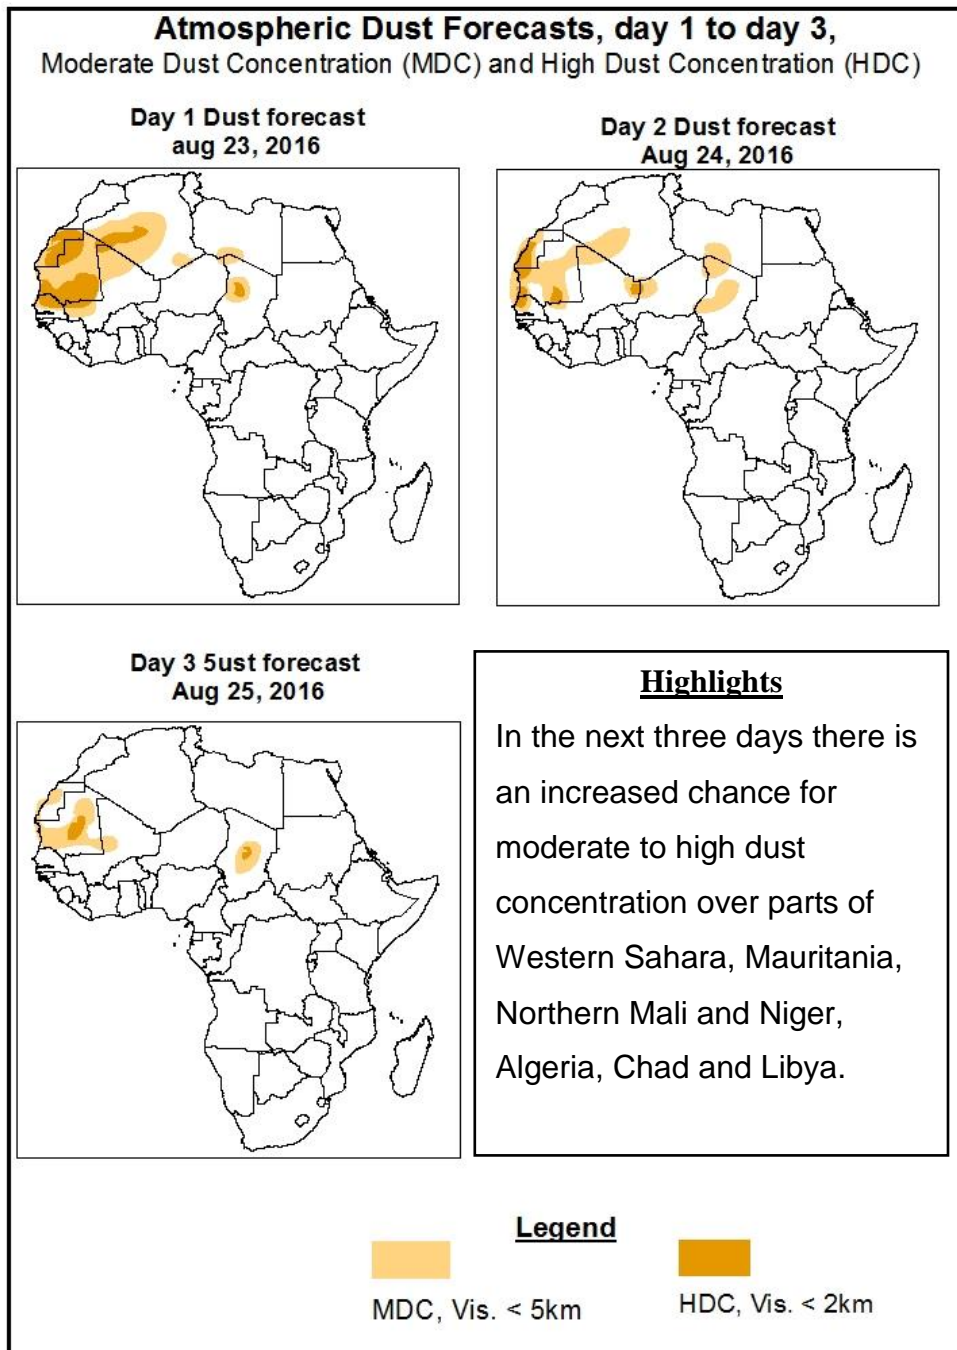 Atmospheric Dust Forecasts, day 1 to day 3,
Moderate Dust Concentration (MDC) and High Dust Concentration (HDC)
Day 1 Dust forecast
aug 23, 2016
Day 2 Dust forecast
Aug 24, 2016
Day 3 5ust forecast
Aug 25, 2016
Highlights
In the next three days there is
an increased chance for
moderate to high dust
concentration over parts of
Western Sahara, Mauritania,
Northern Mali and Niger,
Algeria, Chad and Libya.
Legend
MDC, Vis. < 5km
HDC, Vis. < 2km